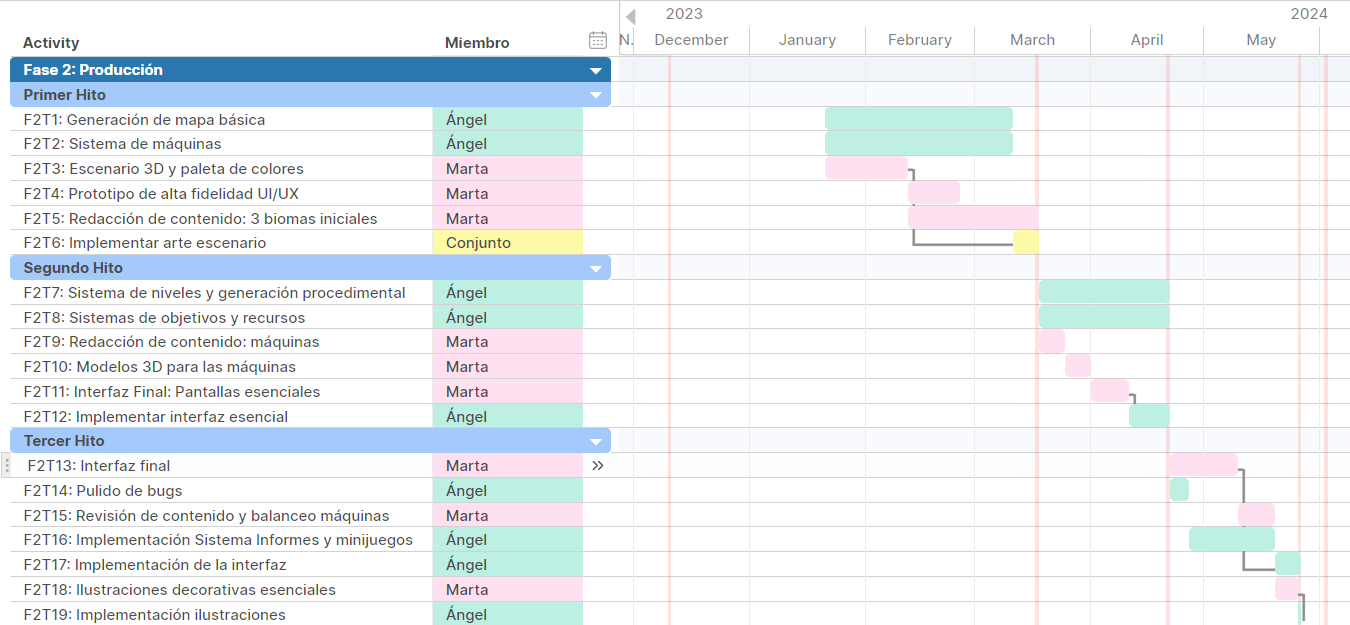 2023 2024
Activity Miembro N. December January February March April May
Fase 2: Producción
Primer Hito
F2T1: Generación de mapa básica Ángel
F2T2: Sistema de máquinas Ángel
F2T3: Escenario 3D y paleta de colores Marta
F2T4: Prototipo de alta fidelidad UI/UX Marta
F2T5: Redacción de contenido: 3 biomas iniciales Marta
F2T6: Implementar arte escenario Conjunto
Segundo Hito
F2T7: Sistema de niveles y generación procedimental Ángel
F2T8: Sistemas de objetivos y recursos Ángel
F2T9: Redacción de contenido: máquinas Marta
F2T10: Modelos 3D para las máquinas Marta
F2T11: Interfaz Final: Pantallas esenciales Marta
F2T12: Implementar interfaz esencial Ángel
Tercer Hito
F2T13: Interfaz final Marta
F2T14: Pulido de bugs Ángel
F2T15: Revisión de contenido y balanceo máquinas Marta
F2T16: Implementación Sistema Informes y minijuegos Ángel
F2T17: Implementación de la interfaz Ángel
F2T18: Ilustraciones decorativas esenciales Marta
F2T19: Implementación ilustraciones Ángel